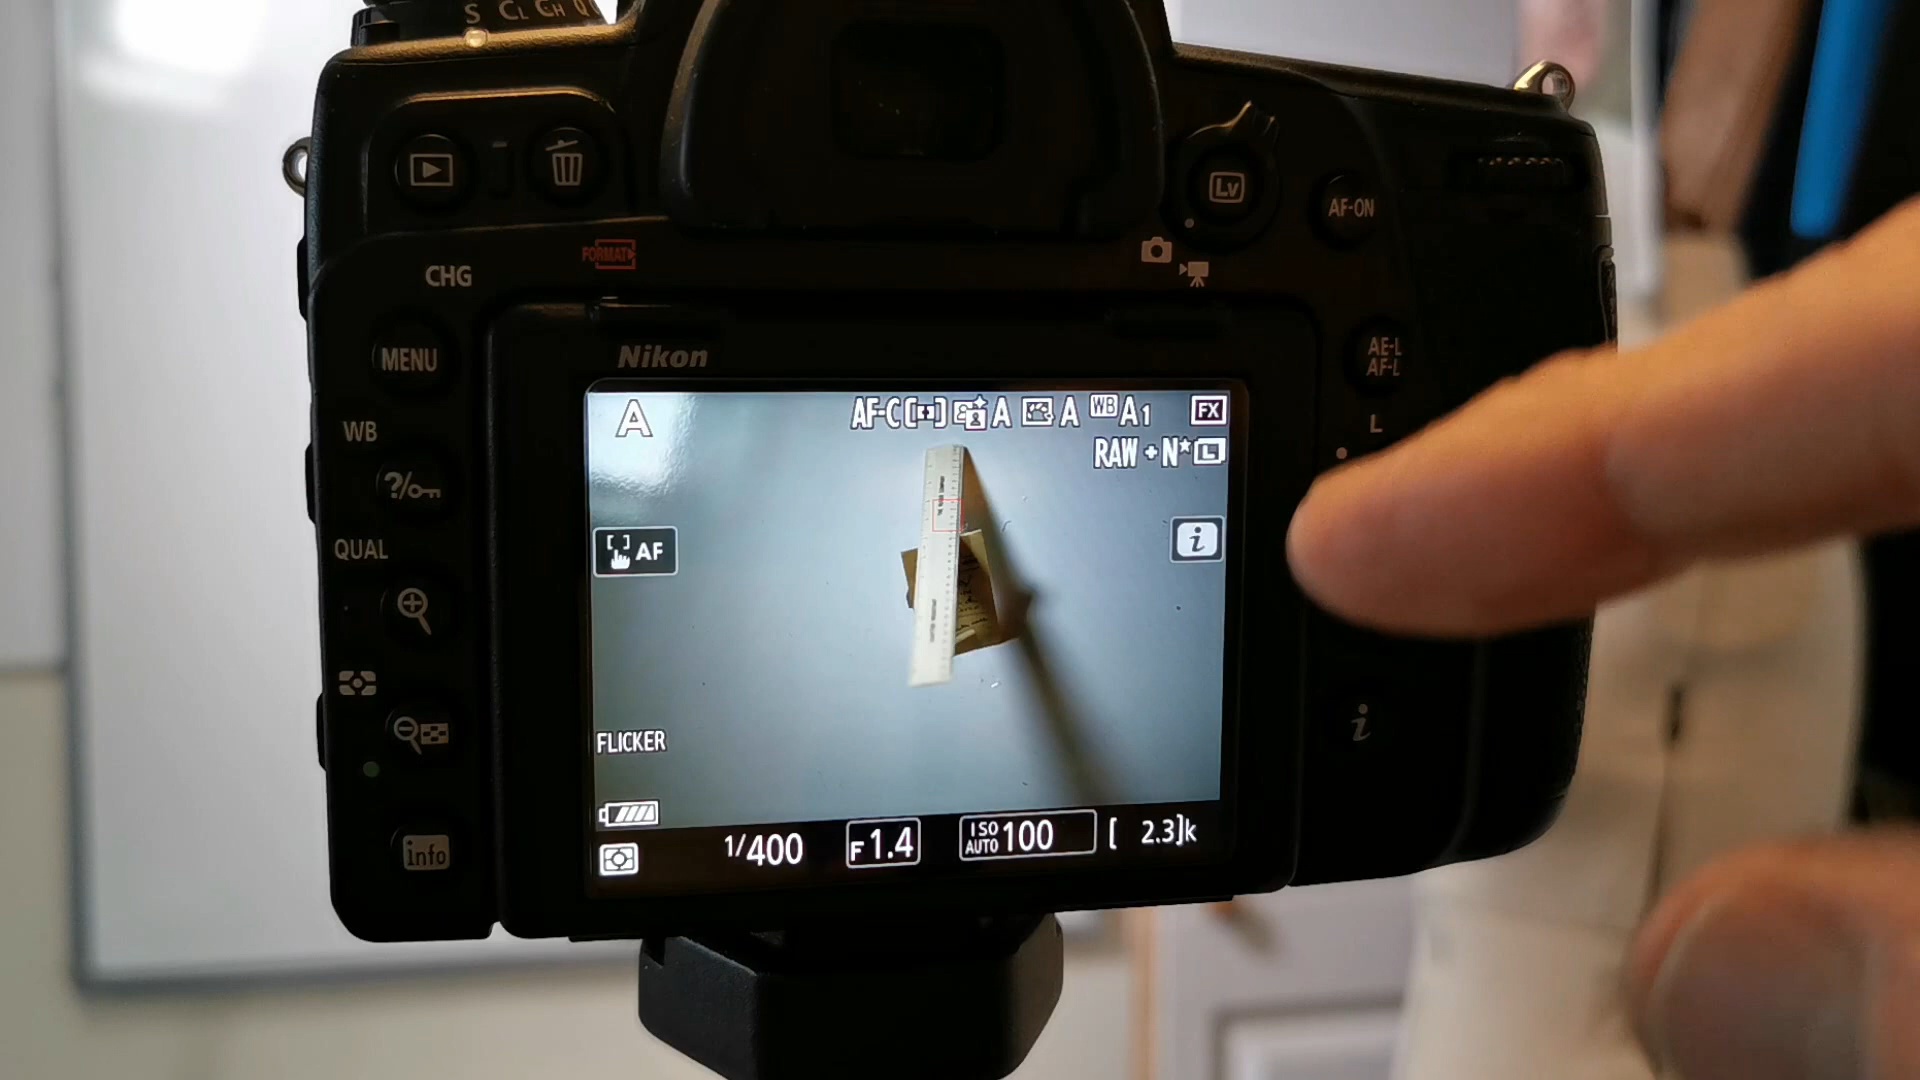 S CL CH Q
Lv
AF-ON
FORMAT
CHG
MENU
Nikon
AE-L
AF-L
A
AF-C A A WB A1 FX
L
RAW + N★ L
WB
?
AF
i
QUAL
FLICKER
i
1/400 F1.4 ISO AUTO 100 [ 2.3]k
info